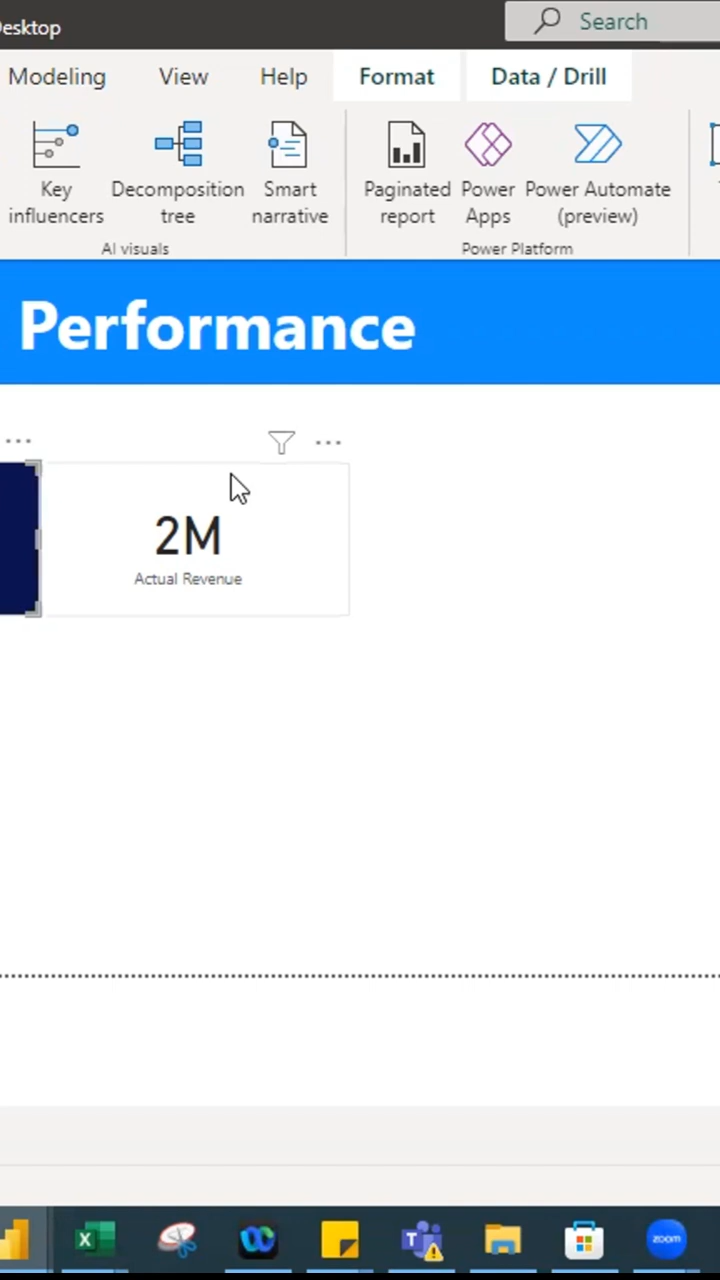 esktop
Search
Modeling View Help Format Data / Drill
Key influencers
Decomposition tree
Smart narrative
Paginated report
Power Apps
Power Automate (preview)
AI visuals
Power Platform
Performance
2M
Actual Revenue
zoom